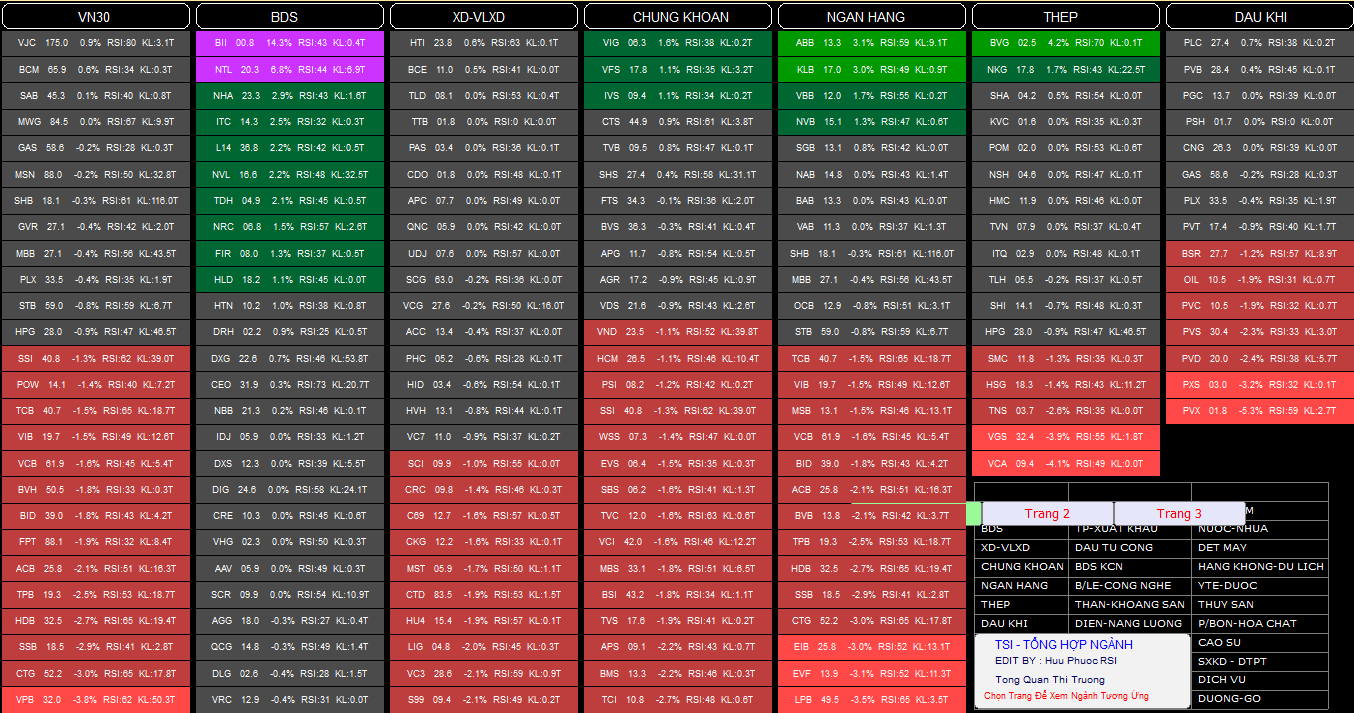 VN30
VJC 175.0 0.9% RSI:80 KL:3.1T
BCM 65.9 0.6% RSI:34 KL:0.3T
SAB 45.3 0.1% RSI:40 KL:0.8T
MWG 84.5 0.0% RSI:67 KL:9.9T
GAS 58.6 -0.2% RSI:28 KL:0.3T
MSN 88.0 -0.2% RSI:50 KL:32.8T
SHB 18.1 -0.3% RSI:61 KL:116.0T
GVR 27.1 -0.4% RSI:42 KL:2.0T
MBB 27.1 -0.4% RSI:56 KL:43.5T
PLX 33.5 -0.4% RSI:35 KL:1.9T
STB 59.0 -0.8% RSI:59 KL:6.7T
HPG 28.0 -0.9% RSI:47 KL:46.5T
SSI 40.8 -1.3% RSI:62 KL:39.0T
POW 14.1 -1.4% RSI:40 KL:7.2T
TCB 40.7 -1.5% RSI:65 KL:18.7T
VIB 19.7 -1.5% RSI:49 KL:12.6T
VCB 61.9 -1.6% RSI:45 KL:5.4T
BVH 50.5 -1.8% RSI:33 KL:0.3T
BID 39.0 -1.8% RSI:43 KL:4.2T
FPT 88.1 -1.9% RSI:32 KL:8.4T
ACB 25.8 -2.1% RSI:51 KL:16.3T
TPB 19.3 -2.5% RSI:53 KL:18.7T
HDB 32.5 -2.7% RSI:65 KL:19.4T
SSB 18.5 -2.9% RSI:41 KL:2.8T
CTG 52.2 -3.0% RSI:65 KL:17.8T
VPB 32.0 -3.8% RSI:62 KL:50.3T
BDS
BII 00.8 14.3% RSI:43 KL:0.4T
NTL 20.3 6.8% RSI:44 KL:6.9T
NHA 23.3 2.9% RSI:43 KL:1.6T
ITC 14.3 2.5% RSI:32 KL:0.3T
L14 36.8 2.2% RSI:42 KL:0.5T
NVL 16.6 2.2% RSI:48 KL:32.5T
TDH 04.9 2.1% RSI:45 KL:0.5T
NRC 06.8 1.5% RSI:57 KL:2.6T
FIR 08.0 1.3% RSI:37 KL:0.5T
HLD 18.2 1.1% RSI:45 KL:0.0T
HTN 10.2 1.0% RSI:38 KL:0.8T
DRH 02.2 0.9% RSI:25 KL:0.5T
DXG 22.6 0.7% RSI:46 KL:53.8T
CEO 31.9 0.3% RSI:73 KL:20.7T
NBB 21.3 0.2% RSI:46 KL:0.1T
IDJ 05.9 0.0% RSI:33 KL:1.2T
DXS 12.3 0.0% RSI:39 KL:5.5T
DIG 24.6 0.0% RSI:58 KL:24.1T
CRE 10.3 0.0% RSI:45 KL:0.6T
VHG 02.3 0.0% RSI:50 KL:0.3T
AAV 05.9 0.0% RSI:49 KL:0.3T
SCR 09.9 0.0% RSI:54 KL:10.9T
AGG 18.0 -0.3% RSI:27 KL:0.4T
QCG 14.8 -0.3% RSI:49 KL:1.4T
DLG 02.6 -0.4% RSI:28 KL:1.5T
VRC 12.9 -0.4% RSI:31 KL:0.0T
XD-VLXD
HTI 23.8 0.6% RSI:63 KL:0.1T
BCE 11.0 0.5% RSI:41 KL:0.0T
TLD 08.1 0.0% RSI:53 KL:0.4T
TTB 01.8 0.0% RSI:0 KL:0.0T
PAS 03.4 0.0% RSI:36 KL:0.1T
CDO 01.8 0.0% RSI:48 KL:0.1T
APC 07.7 0.0% RSI:49 KL:0.0T
QNC 05.9 0.0% RSI:42 KL:0.0T
UDJ 07.6 0.0% RSI:60 KL:0.0T
SCG 63.0 -0.2% RSI:36 KL:0.0T
VCG 27.6 -0.2% RSI:50 KL:16.0T
ACC 13.4 -0.4% RSI:37 KL:0.0T
PHC 05.2 -0.6% RSI:28 KL:0.1T
HID 03.4 -0.6% RSI:54 KL:0.1T
HVH 13.1 -0.8% RSI:44 KL:0.1T
VC7 11.0 -0.9% RSI:37 KL:0.2T
SCI 09.9 -1.0% RSI:55 KL:0.0T
CRC 09.8 -1.4% RSI:46 KL:0.3T
C69 12.7 -1.6% RSI:57 KL:0.5T
CKG 12.2 -1.6% RSI:33 KL:0.1T
MST 05.9 -1.7% RSI:50 KL:1.1T
CTD 83.5 -1.9% RSI:53 KL:1.5T
HU4 15.4 -1.9% RSI:57 KL:0.1T
LIG 04.8 -2.0% RSI:45 KL:0.3T
VC3 28.6 -2.1% RSI:59 KL:0.9T
S99 09.4 -2.1% RSI:49 KL:0.2T
CHUNG KHOAN
VIG 06.3 1.6% RSI:38 KL:0.2T
VFS 17.8 1.1% RSI:35 KL:3.2T
IVS 09.4 1.1% RSI:34 KL:0.2T
CTS 44.9 0.9% RSI:61 KL:3.8T
TVB 09.5 0.8% RSI:47 KL:0.1T
SHS 27.4 0.4% RSI:58 KL:31.1T
FTS 34.3 -0.1% RSI:36 KL:2.0T
BVS 36.3 -0.3% RSI:41 KL:0.4T
APG 11.7 -0.8% RSI:54 KL:0.5T
AGR 17.2 -0.9% RSI:45 KL:0.9T
VDS 21.6 -0.9% RSI:43 KL:2.6T
VND 23.5 -1.1% RSI:52 KL:39.8T
HCM 26.5 -1.1% RSI:46 KL:10.4T
PSI 08.2 -1.2% RSI:42 KL:0.2T
SSI 40.8 -1.3% RSI:62 KL:39.0T
WSS 07.3 -1.4% RSI:47 KL:0.0T
EVS 06.4 -1.5% RSI:35 KL:0.3T
SBS 06.2 -1.6% RSI:41 KL:1.3T
TVC 12.0 -1.6% RSI:63 KL:0.6T
VCI 42.0 -1.6% RSI:46 KL:12.2T
MBS 33.1 -1.8% RSI:51 KL:6.5T
BSI 43.2 -1.8% RSI:34 KL:1.1T
TVS 17.6 -1.9% RSI:41 KL:0.2T
APS 09.1 -2.2% RSI:43 KL:0.7T
BMS 13.3 -2.2% RSI:46 KL:0.3T
TCI 10.8 -2.7% RSI:48 KL:0.6T
NGAN HANG
ABB 13.3 3.1% RSI:59 KL:9.1T
KLB 17.0 3.0% RSI:49 KL:0.9T
VBB 12.0 1.7% RSI:55 KL:0.2T
NVB 15.1 1.3% RSI:47 KL:0.6T
SGB 13.1 0.8% RSI:42 KL:0.0T
NAB 14.8 0.0% RSI:43 KL:1.4T
BAB 13.3 0.0% RSI:43 KL:0.0T
VAB 11.3 0.0% RSI:37 KL:1.3T
SHB 18.1 -0.3% RSI:61 KL:116.0T
MBB 27.1 -0.4% RSI:56 KL:43.5T
OCB 12.9 -0.8% RSI:51 KL:3.1T
STB 59.0 -0.8% RSI:59 KL:6.7T
TCB 40.7 -1.5% RSI:65 KL:18.7T
VIB 19.7 -1.5% RSI:49 KL:12.6T
MSB 13.1 -1.5% RSI:46 KL:13.1T
VCB 61.9 -1.6% RSI:45 KL:5.4T
BID 39.0 -1.8% RSI:43 KL:4.2T
ACB 25.8 -2.1% RSI:51 KL:16.3T
BVB 13.8 -2.1% RSI:42 KL:3.7T
TPB 19.3 -2.5% RSI:53 KL:18.7T
HDB 32.5 -2.7% RSI:65 KL:19.4T
SSB 18.5 -2.9% RSI:41 KL:2.8T
CTG 52.2 -3.0% RSI:65 KL:17.8T
EIB 25.8 -3.0% RSI:52 KL:13.1T
EVF 13.9 -3.1% RSI:52 KL:11.3T
LPB 49.5 -3.5% RSI:65 KL:3.5T
THEP
BVG 02.5 4.2% RSI:70 KL:0.1T
NKG 17.8 1.7% RSI:43 KL:22.5T
SHA 04.2 0.5% RSI:54 KL:0.0T
KVC 01.6 0.0% RSI:35 KL:0.3T
POM 02.0 0.0% RSI:53 KL:0.6T
NSH 04.6 0.0% RSI:47 KL:0.1T
HMC 11.9 0.0% RSI:46 KL:0.0T
TVN 07.9 0.0% RSI:37 KL:0.4T
ITQ 02.9 0.0% RSI:48 KL:0.1T
TLH 05.5 -0.2% RSI:37 KL:0.5T
SHI 14.1 -0.7% RSI:48 KL:0.3T
HPG 28.0 -0.9% RSI:47 KL:46.5T
SMC 11.8 -1.3% RSI:35 KL:0.3T
HSG 18.3 -1.4% RSI:43 KL:11.2T
TNS 03.7 -2.6% RSI:35 KL:0.0T
VGS 32.4 -3.9% RSI:55 KL:1.8T
VCA 09.4 -4.1% RSI:49 KL:0.0T
DAU KHI
PLC 27.4 0.7% RSI:38 KL:0.2T
PVB 28.4 0.4% RSI:45 KL:0.1T
PGC 13.7 0.0% RSI:39 KL:0.0T
PSH 01.7 0.0% RSI:0 KL:0.0T
CNG 26.3 0.0% RSI:39 KL:0.0T
GAS 58.6 -0.2% RSI:28 KL:0.3T
PLX 33.5 -0.4% RSI:35 KL:1.9T
PVT 17.4 -0.9% RSI:40 KL:1.7T
BSR 27.7 -1.2% RSI:57 KL:8.9T
OIL 10.5 -1.9% RSI:31 KL:0.7T
PVC 10.5 -1.9% RSI:32 KL:0.7T
PVS 30.4 -2.3% RSI:33 KL:3.0T
PVD 20.0 -2.4% RSI:38 KL:5.7T
PXS 03.0 -3.2% RSI:32 KL:0.1T
PVX 01.8 -5.3% RSI:59 KL:2.7T
Trang 2 Trang 3
BDS TP-XUAT KHAU NUOC-NHUA
XD-VLXD DAU TU CONG DET MAY
CHUNG KHOAN BDS KCN HANG KHONG-DU LICH
NGAN HANG B/LE-CONG NGHE YTE-DUOC
THEP THAN-KHOANG SAN THUY SAN
DAU KHI DIEN-NANG LUONG P/BON-HOA CHAT
CAO SU
SXKD - DTPT
DICH VU
DUONG-GO
TSI - TỔNG HỢP NGÀNH
EDIT BY : Huu Phuoc RSI
Tong Quan Thi Truong
Chọn Trang Để Xem Ngành Tương Ứng